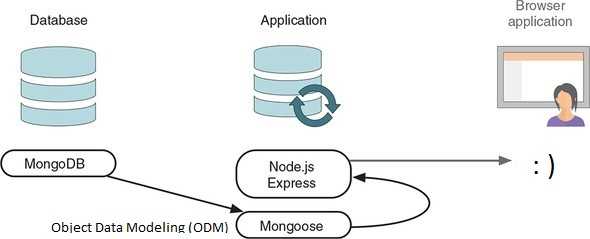 Database
Application
Browser
application
MongoDB
Node.js
Express
: )
Object Data Modeling (ODM)
Mongoose